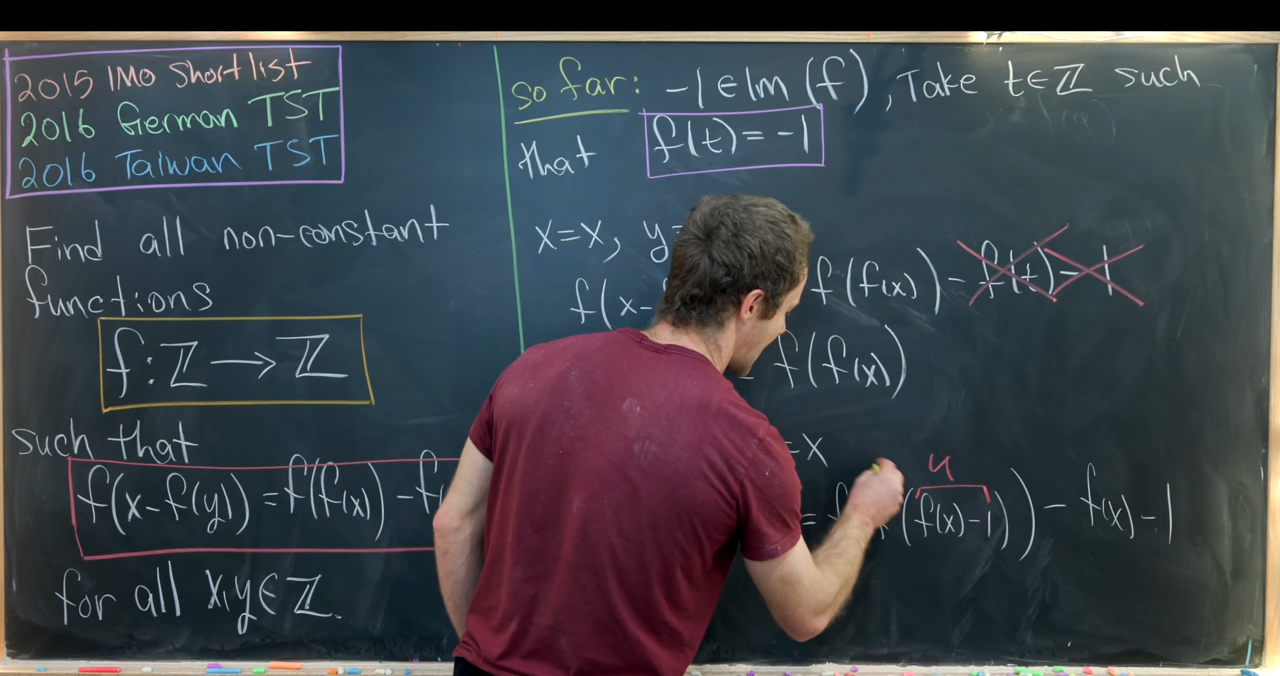 2015 IMO Shortlist
2016 German TST
2016 Taiwan TST
Find all non-constant
functions
f: ℤ → ℤ
such that
f(x-f(y)) = f(f(x)) - f(
for all x,y∈ℤ.
so far: -1 ∈ Im(f), Take t∈ℤ such
that f(t) = -1
x=x, y=
f(x- f(f(x)) - f(t) - 1
= f(f(x))
=x
u
= f( (f(x)-1)) - f(x) - 1